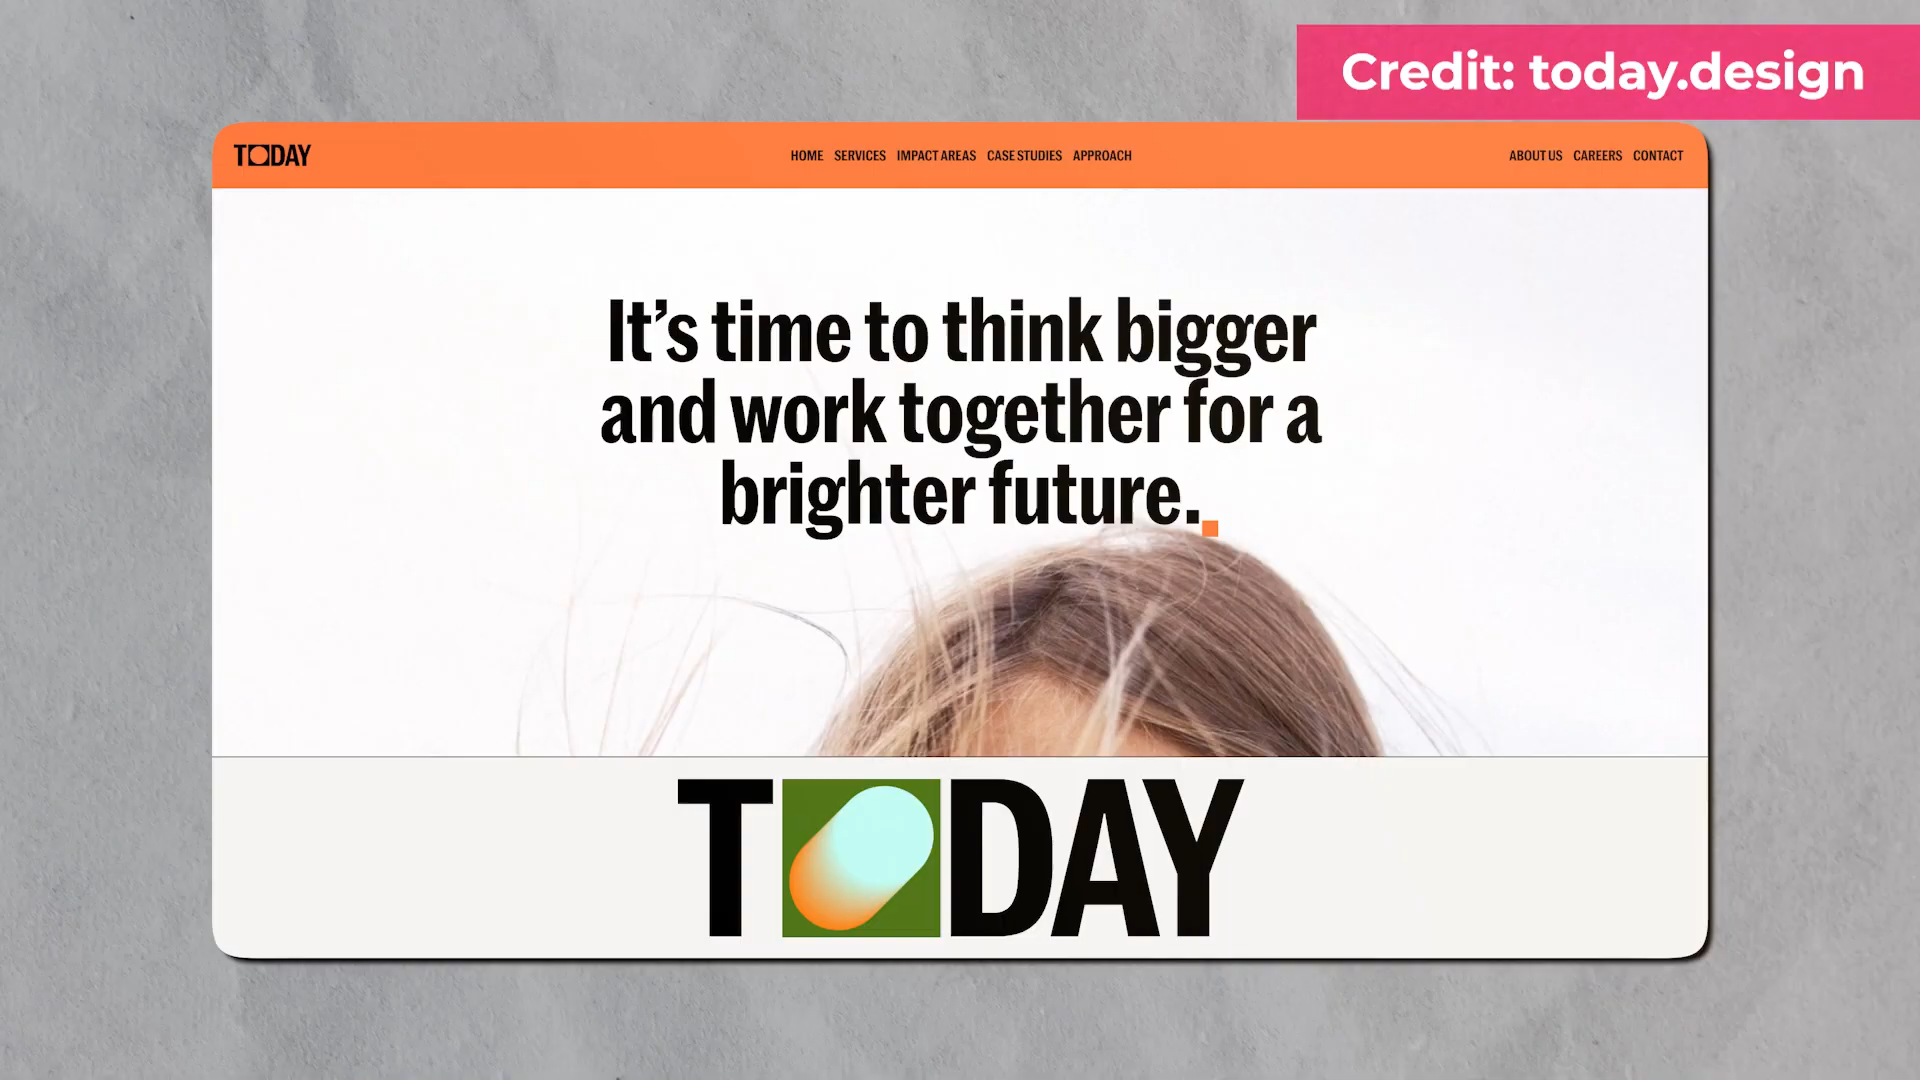 Credit: today.design
TODAY
HOME SERVICES IMPACT AREAS CASE STUDIES APPROACH
ABOUT US CAREERS CONTACT
It’s time to think bigger
and work together for a
brighter future.
TODAY